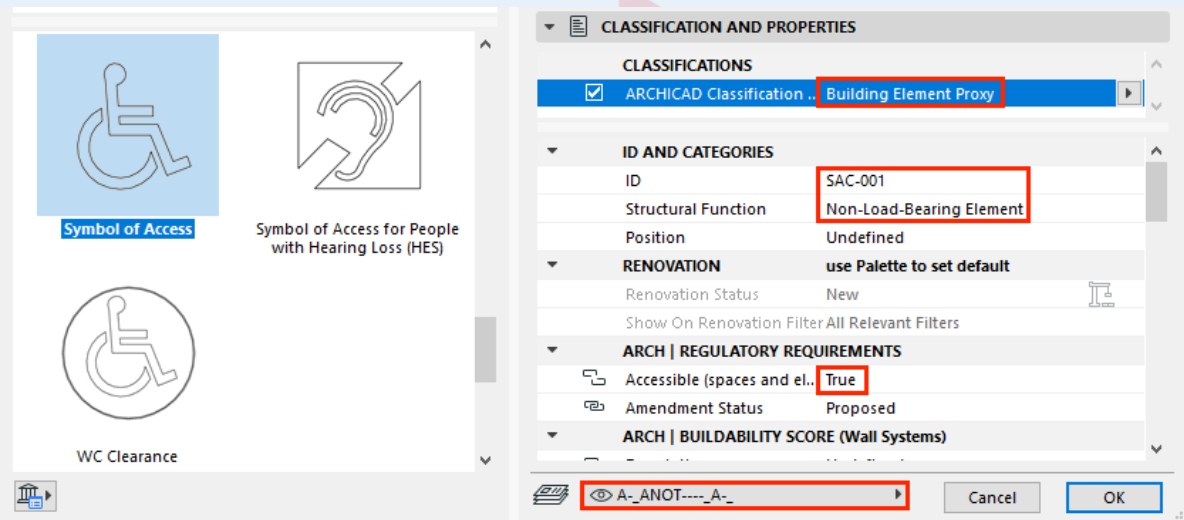 Symbol of Access
Symbol of Access for People
with Hearing Loss (HES)
WC Clearance
CLASSIFICATION AND PROPERTIES
CLASSIFICATIONS
ARCHICAD Classification .. Building Element Proxy
ID AND CATEGORIES
ID SAC-001
Structural Function Non-Load-Bearing Element
Position Undefined
RENOVATION use Palette to set default
Renovation Status New
Show On Renovation Filter All Relevant Filters
ARCH | REGULATORY REQUIREMENTS
Accessible (spaces and el.. True
Amendment Status Proposed
ARCH | BUILDABILITY SCORE (Wall Systems)
A-_ANOT----_A-_
Cancel
OK